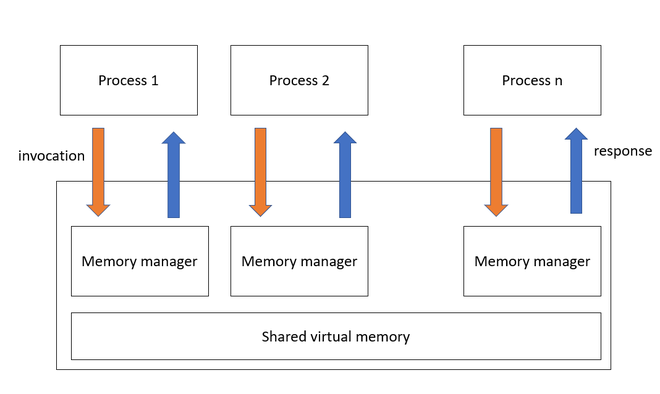 Process 1
Process 2
Process n
invocation
response
Memory manager
Memory manager
Memory manager
Shared virtual memory